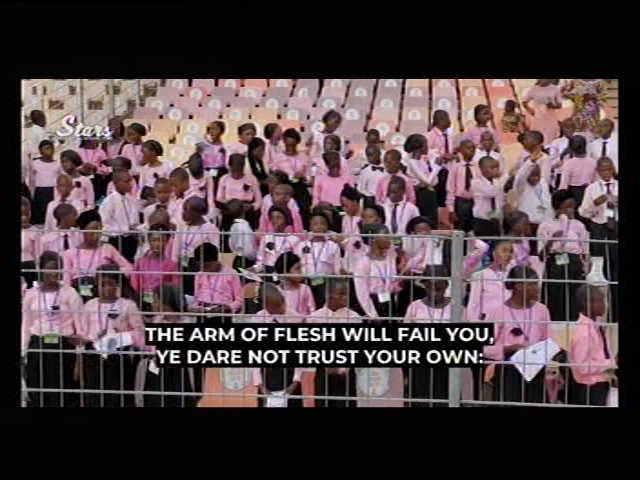 Stars
THE ARM OF FLESH WILL FAIL YOU,
YE DARE NOT TRUST YOUR OWN: